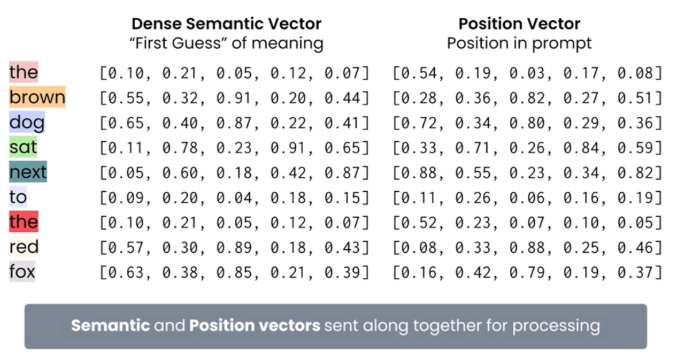 Dense Semantic Vector Position Vector
“First Guess” of meaning Position in prompt
the [0.10, 0.21, 0.05, 0.12, 0.07] [0.54, 0.19, 0.03, 0.17, 0.08]
brown [0.55, 0.32, 0.91, 0.20, 0.44] [0.28, 0.36, 0.82, 0.27, 0.51]
dog [0.65, 0.40, 0.87, 0.22, 0.41] [0.72, 0.34, 0.80, 0.29, 0.36]
sat [0.11, 0.78, 0.23, 0.91, 0.65] [0.33, 0.71, 0.26, 0.84, 0.59]
next [0.05, 0.60, 0.18, 0.42, 0.87] [0.88, 0.55, 0.23, 0.34, 0.82]
to [0.09, 0.20, 0.04, 0.18, 0.15] [0.11, 0.26, 0.06, 0.16, 0.19]
the [0.10, 0.21, 0.05, 0.12, 0.07] [0.52, 0.23, 0.07, 0.10, 0.05]
red [0.57, 0.30, 0.89, 0.18, 0.43] [0.08, 0.33, 0.88, 0.25, 0.46]
fox [0.63, 0.38, 0.85, 0.21, 0.39] [0.16, 0.42, 0.79, 0.19, 0.37]
Semantic and Position vectors sent along together for processing